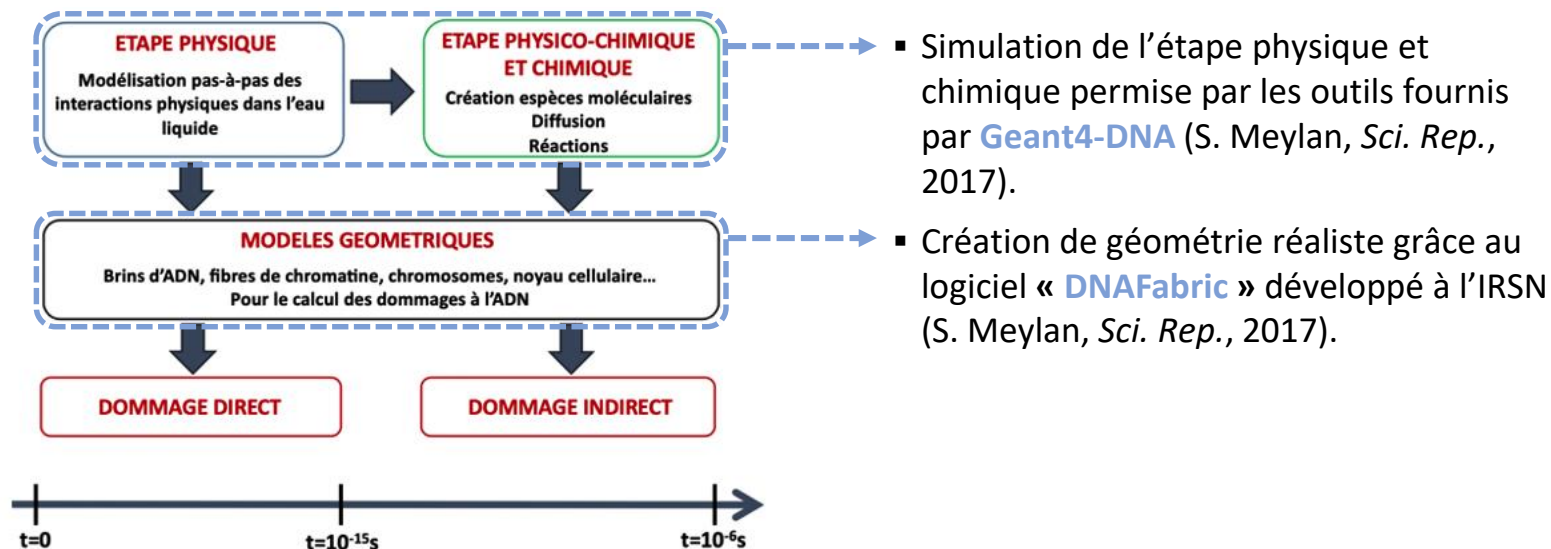 ETAPE PHYSIQUE
Modélisation pas-à-pas des
interactions physiques dans l'eau
liquide
ETAPE PHYSICO-CHIMIQUE
ET CHIMIQUE
Création espèces moléculaires
Diffusion
Réactions
MODELES GEOMETRIQUES
Brins d'ADN, fibres de chromatine, chromosomes, noyau cellulaire...
Pour le calcul des dommages à l'ADN
DOMMAGE DIRECT
DOMMAGE INDIRECT
t=0
t=10⁻¹⁵s
t=10⁻⁶s
▪ Simulation de l'étape physique et
chimique permise par les outils fournis
par Geant4-DNA (S. Meylan, Sci. Rep.,
2017).
▪ Création de géométrie réaliste grâce au
logiciel « DNAFabric » développé à l'IRSN
(S. Meylan, Sci. Rep., 2017).